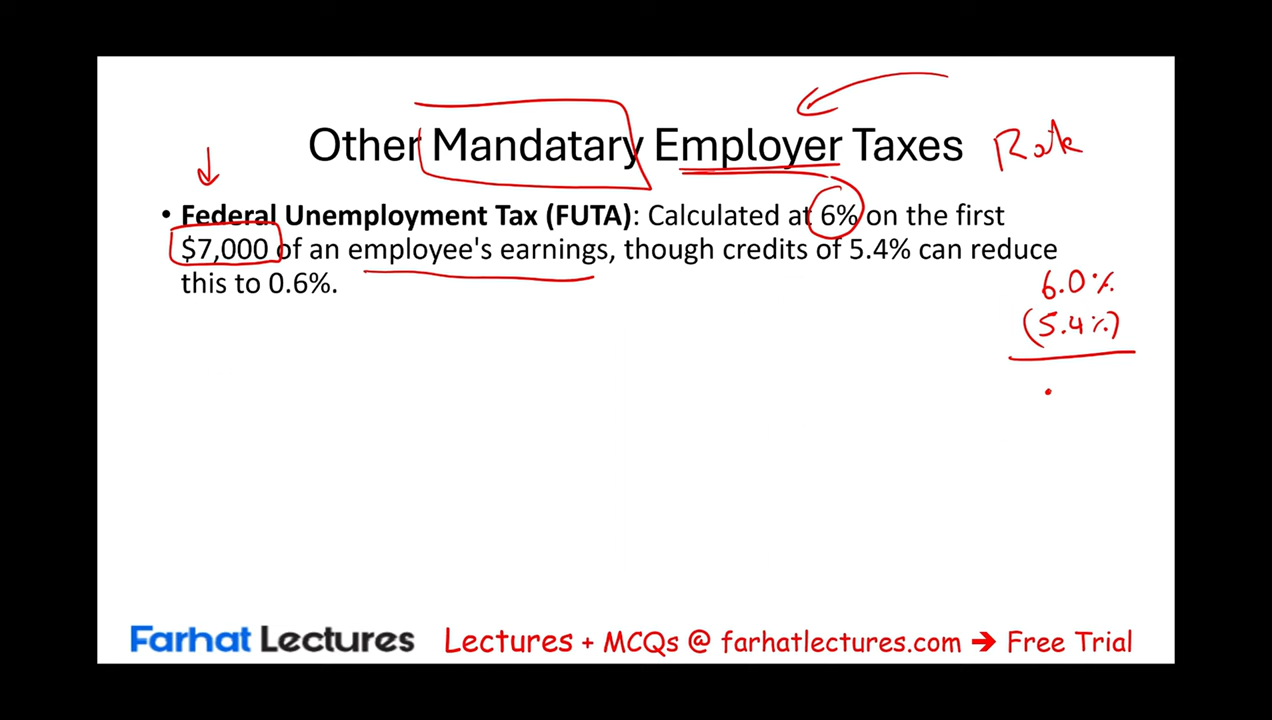 Other Mandatary Employer Taxes
Rate
• Federal Unemployment Tax (FUTA): Calculated at 6% on the first
$7,000 of an employee's earnings, though credits of 5.4% can reduce
this to 0.6%.
6.0%
(5.4%)
.
Farhat Lectures Lectures + MCQs @ farhatlectures.com ➔ Free Trial